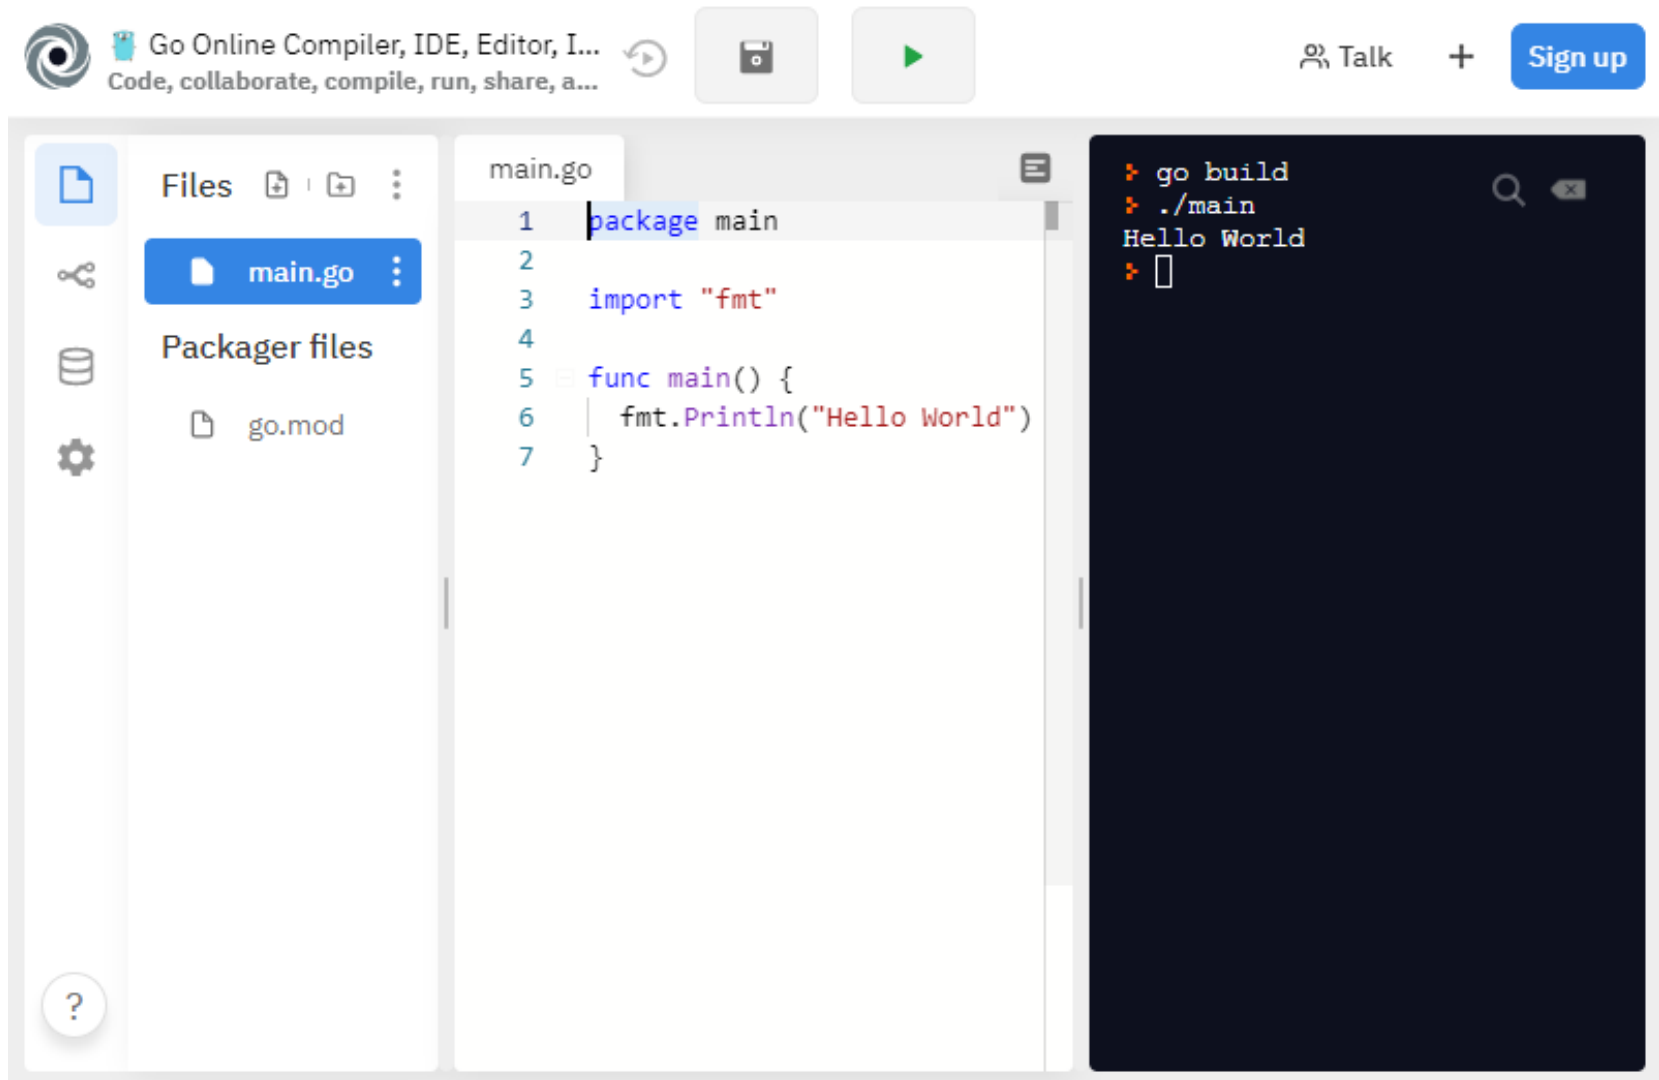 Go Online Compiler, IDE, Editor, I...
Code, collaborate, compile, run, share, a...
Talk
+
Sign up
Files
main.go
Packager files
go.mod
?
main.go
1 package main
2
3 import "fmt"
4
5 func main() {
6 fmt.Println("Hello World")
7 }
go build
./main
Hello World